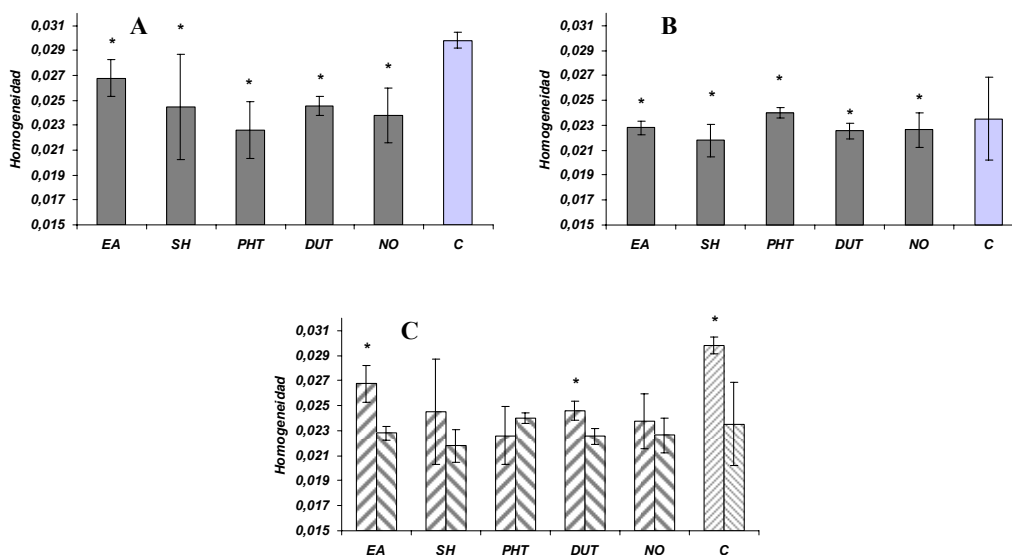 A
Homogeneidad
0,031
0,029
0,027
0,025
0,023
0,021
0,019
0,017
0,015
* * * * *
EA SH PHT DUT NO C
B
Homogeneidad
0,031
0,029
0,027
0,025
0,023
0,021
0,019
0,017
0,015
* * * * *
EA SH PHT DUT NO C
C
Homogeneidad
0,031
0,029
0,027
0,025
0,023
0,021
0,019
0,017
0,015
* * *
EA SH PHT DUT NO C